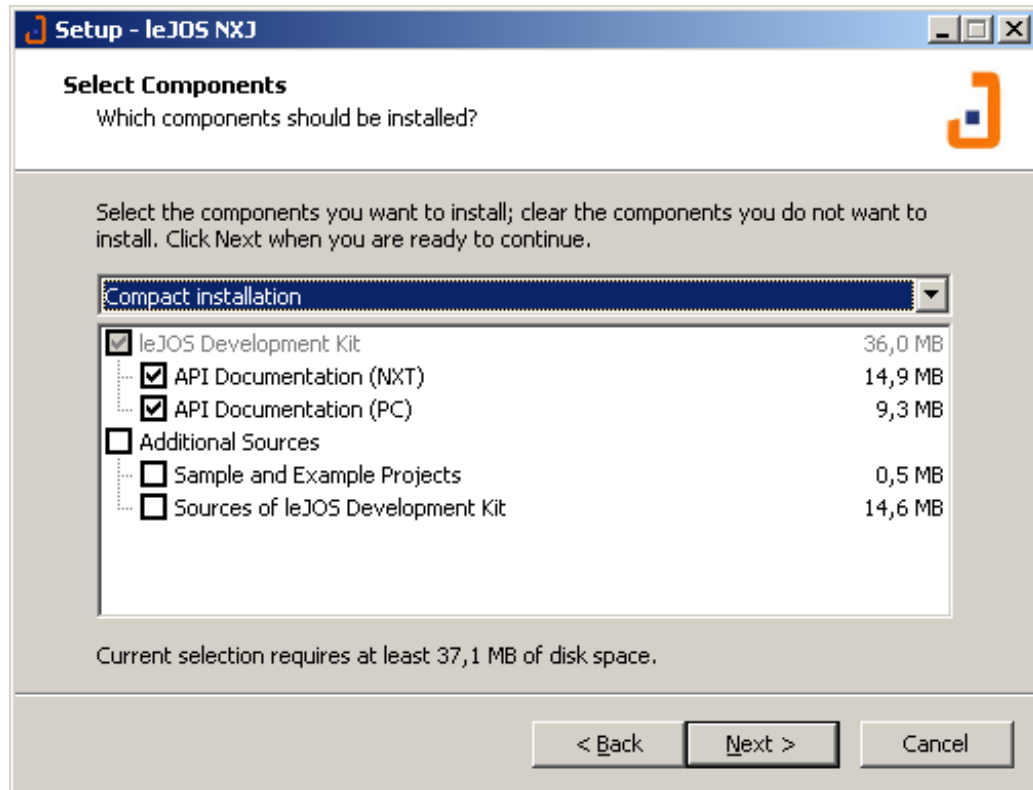 Setup - leJOS NXJ
Select Components
Which components should be installed?
Select the components you want to install; clear the components you do not want to
install. Click Next when you are ready to continue.
Compact installation
leJOS Development Kit 36,0 MB
API Documentation (NXT) 14,9 MB
API Documentation (PC) 9,3 MB
Additional Sources
Sample and Example Projects 0,5 MB
Sources of leJOS Development Kit 14,6 MB
Current selection requires at least 37,1 MB of disk space.
< Back Next > Cancel